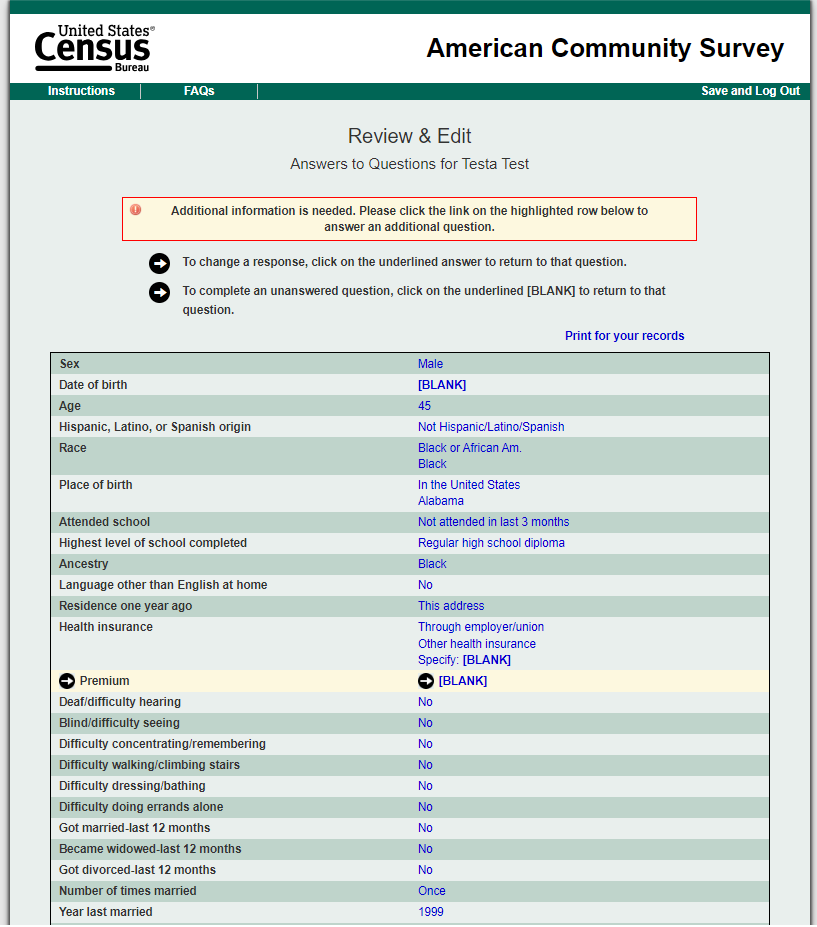 United States®
Census
Bureau
American Community Survey
Instructions FAQs Save and Log Out
Review & Edit
Answers to Questions for Testa Test
Additional information is needed. Please click the link on the highlighted row below to
answer an additional question.
To change a response, click on the underlined answer to return to that question.
To complete an unanswered question, click on the underlined [BLANK] to return to that
question.
Print for your records
Sex Male
Date of birth [BLANK]
Age 45
Hispanic, Latino, or Spanish origin Not Hispanic/Latino/Spanish
Race Black or African Am.
Black
Place of birth In the United States
Alabama
Attended school Not attended in last 3 months
Highest level of school completed Regular high school diploma
Ancestry Black
Language other than English at home No
Residence one year ago This address
Health insurance Through employer/union
Other health insurance
Specify: [BLANK]
Premium [BLANK]
Deaf/difficulty hearing No
Blind/difficulty seeing No
Difficulty concentrating/remembering No
Difficulty walking/climbing stairs No
Difficulty dressing/bathing No
Difficulty doing errands alone No
Got married-last 12 months No
Became widowed-last 12 months No
Got divorced-last 12 months No
Number of times married Once
Year last married 1999